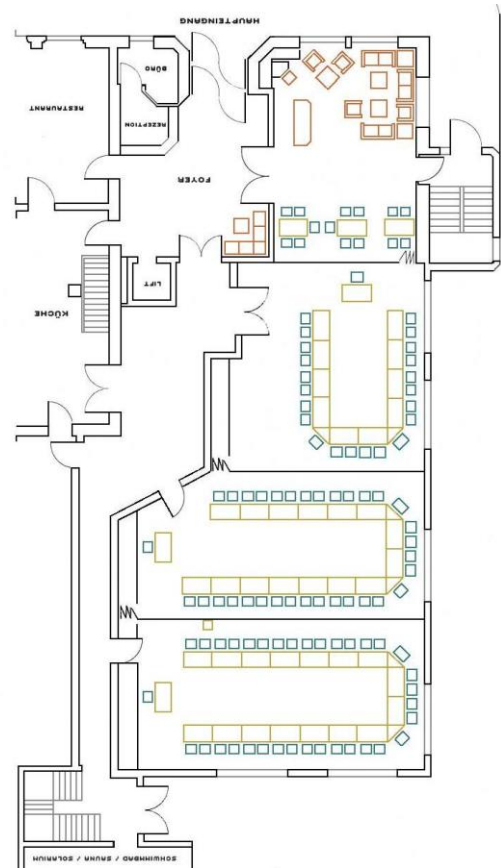 HAUPTEINGANG
BÜRO
RESTAURANT
REZEPTION
FOYER
LIFT
KÜCHE
SCHWIMMBAD / SAUNA / SOLARIUM